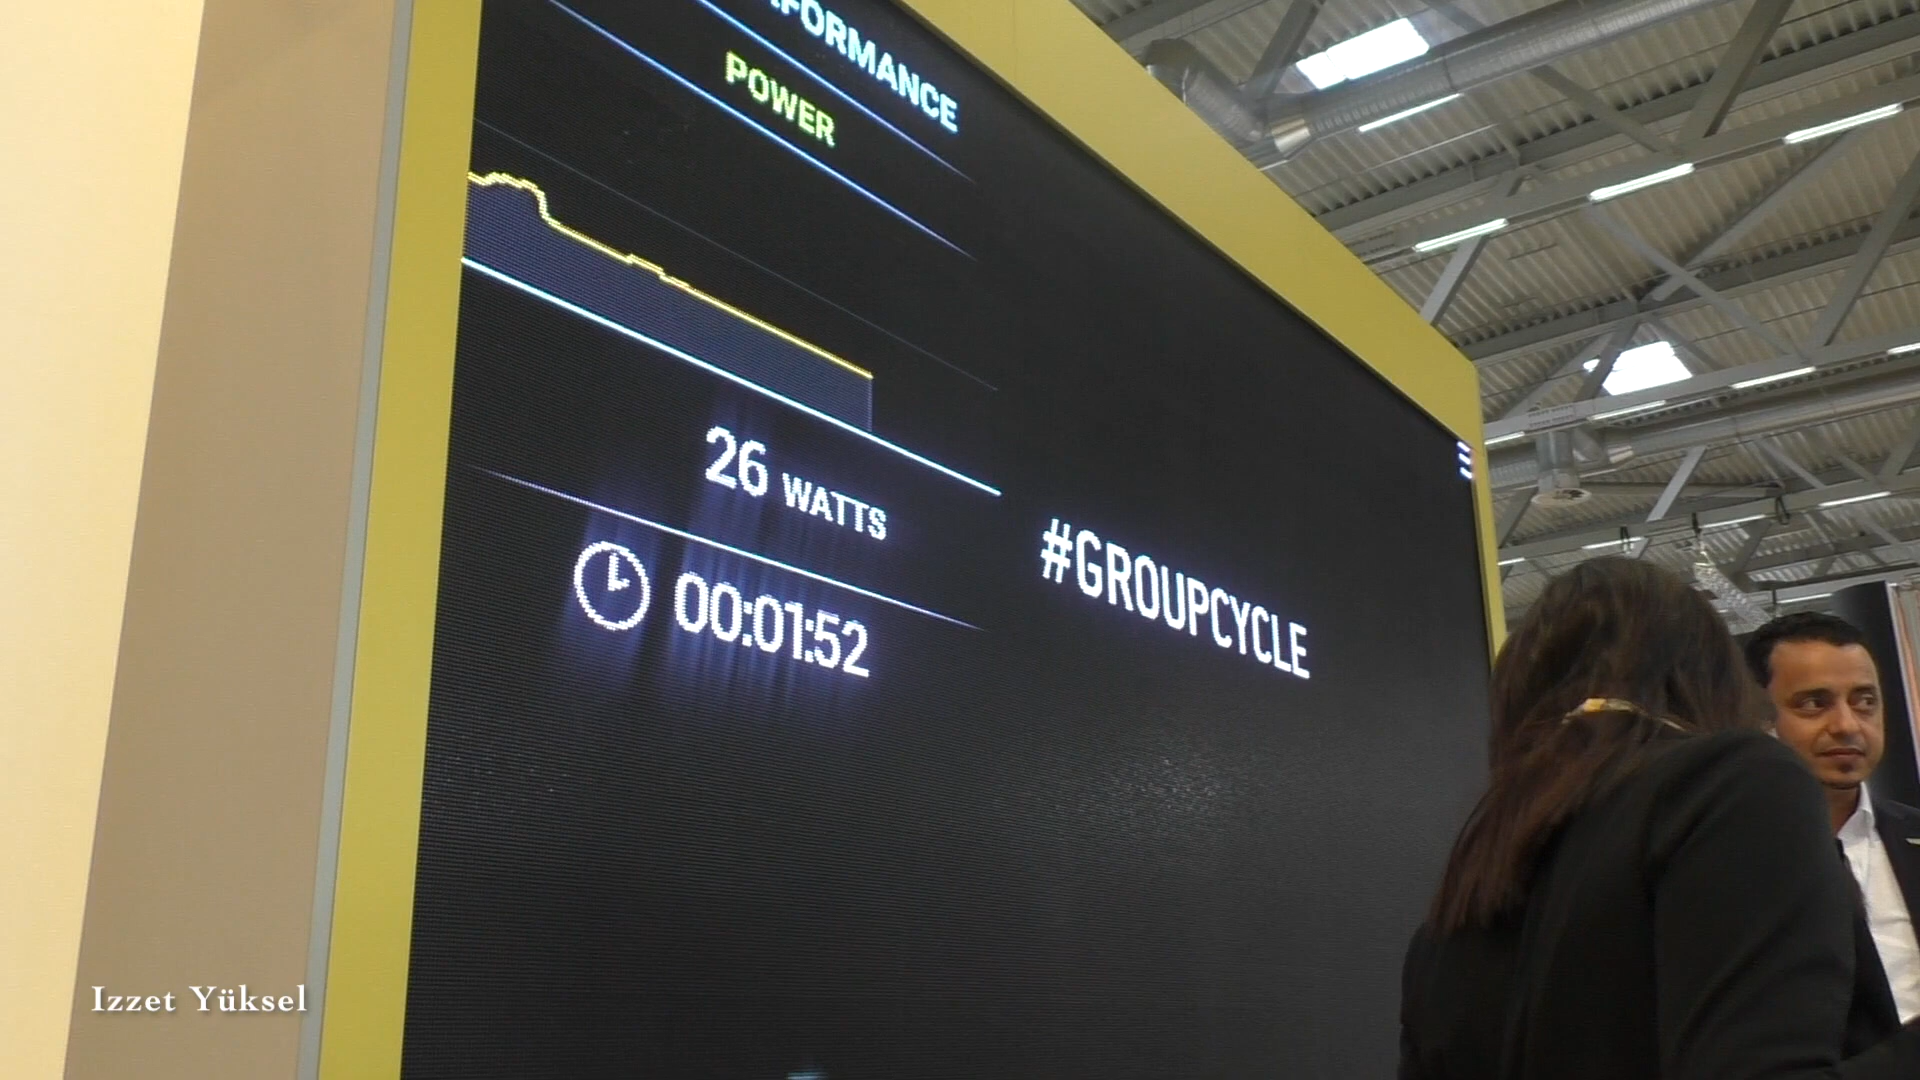 FORMANCE
POWER
26 WATTS
00:01:52
#GROUPCYCLE
Izzet Yüksel